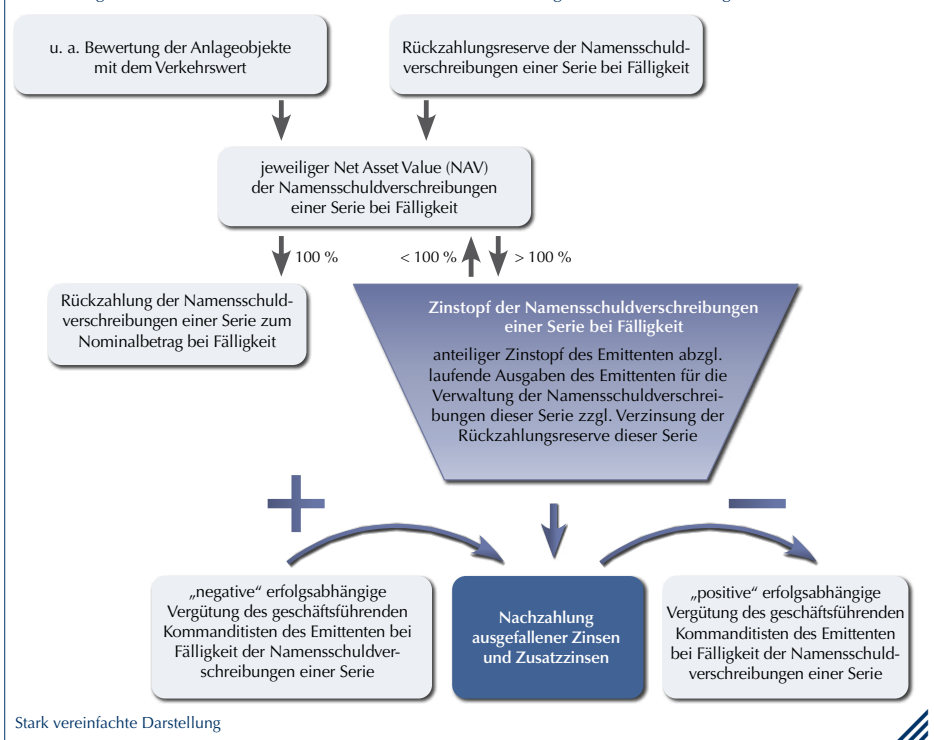 u. a. Bewertung der Anlageobjekte
mit dem Verkehrswert
Rückzahlungsreserve der Namensschuld-
verschreibungen einer Serie bei Fälligkeit
jeweiliger Net Asset Value (NAV)
der Namensschuldverschreibungen
einer Serie bei Fälligkeit
100 %
< 100 %
> 100 %
Rückzahlung der Namensschuld-
verschreibungen einer Serie zum
Nominalbetrag bei Fälligkeit
Zinstopf der Namensschuldverschreibungen
einer Serie bei Fälligkeit
anteiliger Zinstopf des Emittenten abzgl.
laufende Ausgaben des Emittenten für die
Verwaltung der Namensschuldverschrei-
bungen dieser Serie zzgl. Verzinsung der
Rückzahlungsreserve dieser Serie
+
−
„negative“ erfolgsabhängige
Vergütung des geschäftsführenden
Kommanditisten des Emittenten bei
Fälligkeit der Namensschuldver-
schreibungen einer Serie
Nachzahlung
ausgefallener Zinsen
und Zusatzzinsen
„positive“ erfolgsabhängige
Vergütung des geschäftsführenden
Kommanditisten des Emittenten
bei Fälligkeit der Namensschuld-
verschreibungen einer Serie
Stark vereinfachte Darstellung